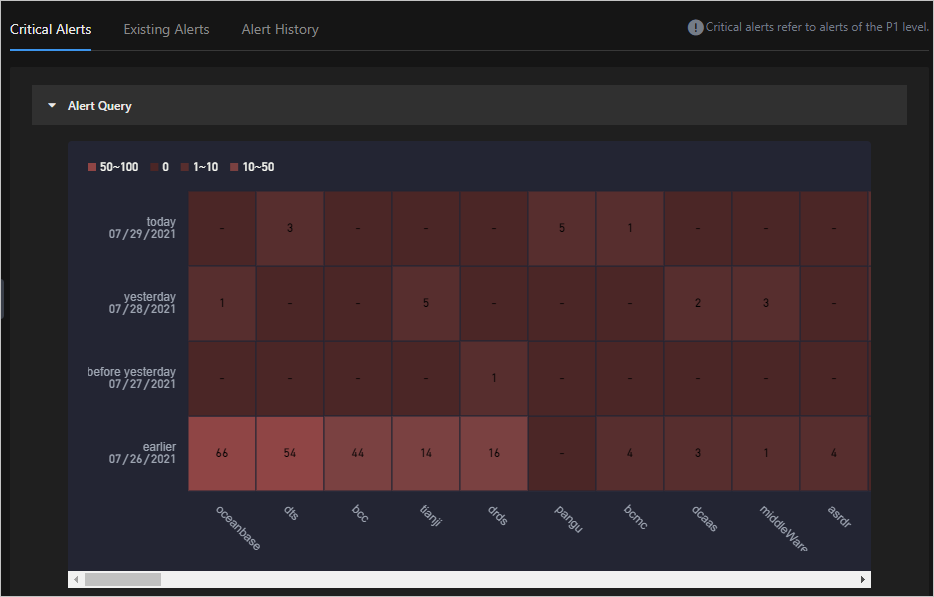 Critical Alerts Existing Alerts Alert History ! Critical alerts refer to alerts of the P1 level.
Alert Query
50~100 0 1~10 10~50
today
07/29/2021
- 3 - - - 5 1 - - -
yesterday
07/28/2021
1 - - 5 - - - 2 3 -
before yesterday
07/27/2021
- - - - 1 - - - - -
earlier
07/26/2021
66 54 44 14 16 - 4 3 1 4
oceanbase dts bcc tianji drds pangu bcmc dcaas middleWare asrdr